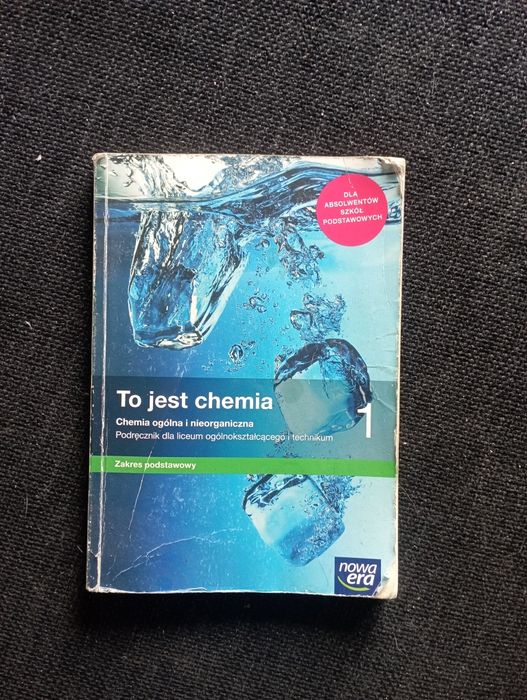 DLA
ABSOLWENTÓW
SZKÓŁ
PODSTAWOWYCH
To jest chemia
1
Chemia ogólna i nieorganiczna
Podręcznik dla liceum ogólnokształcącego i technikum
Zakres podstawowy
nowa
era